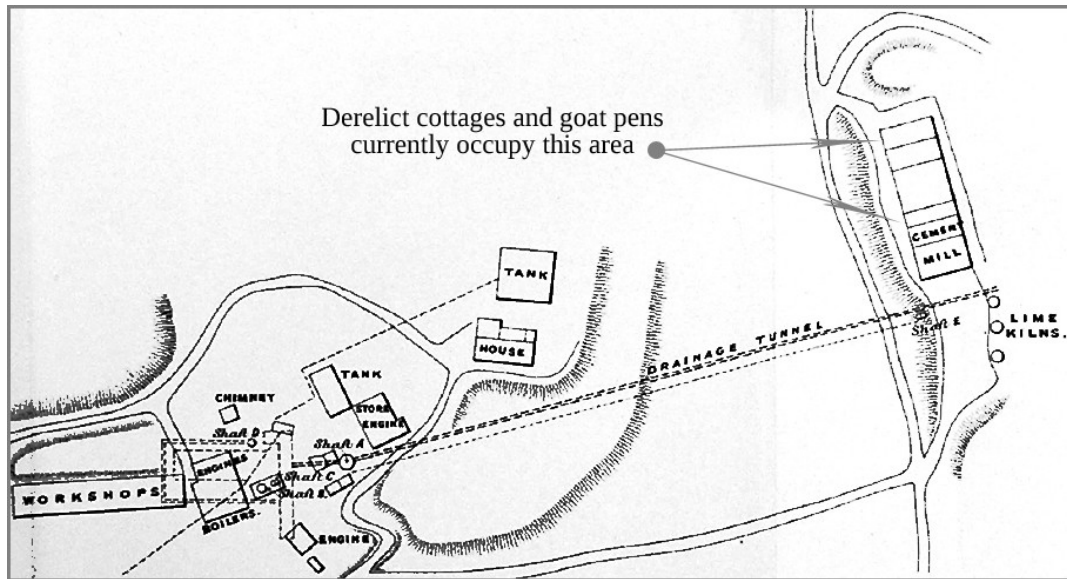 Derelict cottages and goat pens
currently occupy this area
CEMENT
MILL
TANK
Shaft E
LIME
KILNS.
DRAINAGE TUNNEL
HOUSE
TANK
CHIMNEY
STORE
ENGINE
Shaft D
Shaft A
ENGINES
Shaft C
Shaft B
WORKSHOPS
BOILERS.
ENGINE